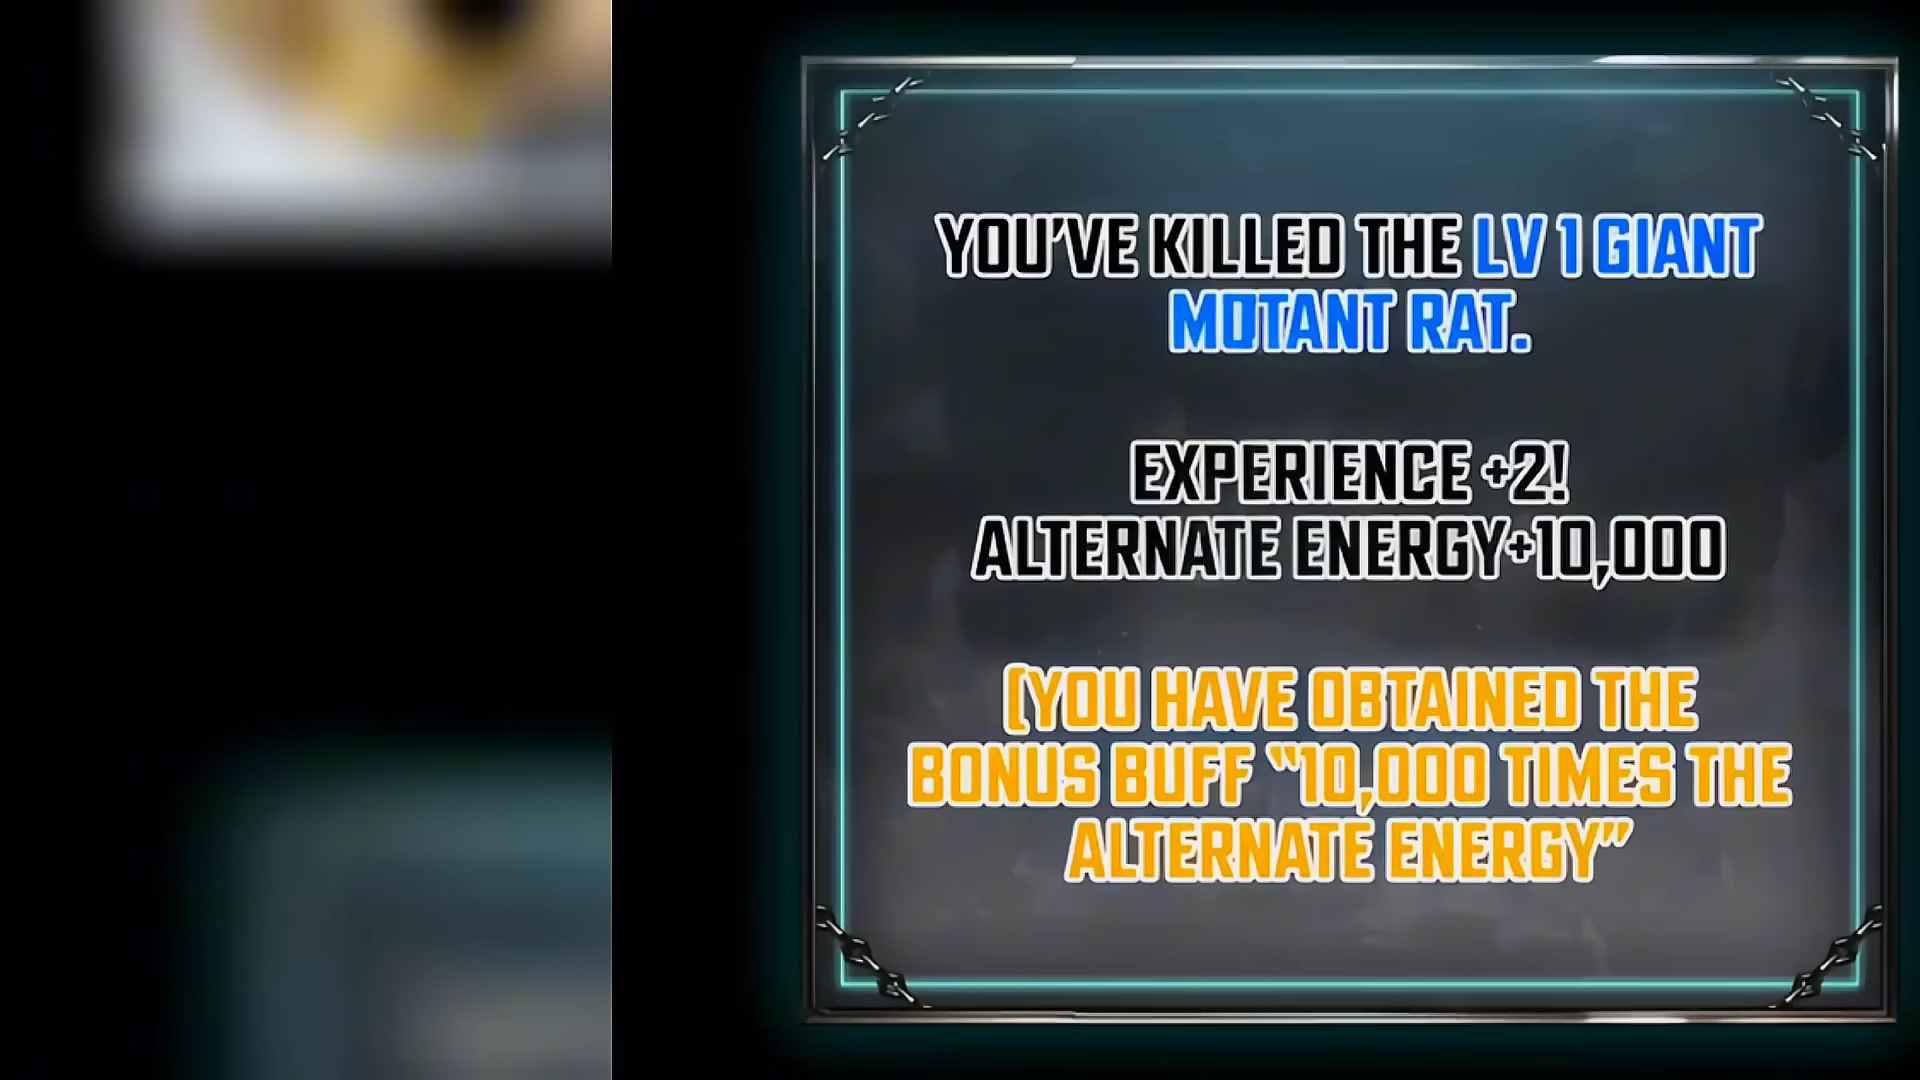 YOU'VE KILLED THE LV 1 GIANT
MUTANT RAT.
EXPERIENCE +2!
ALTERNATE ENERGY+10,000
(YOU HAVE OBTAINED THE
BONUS BUFF "10,000 TIMES THE
ALTERNATE ENERGY"